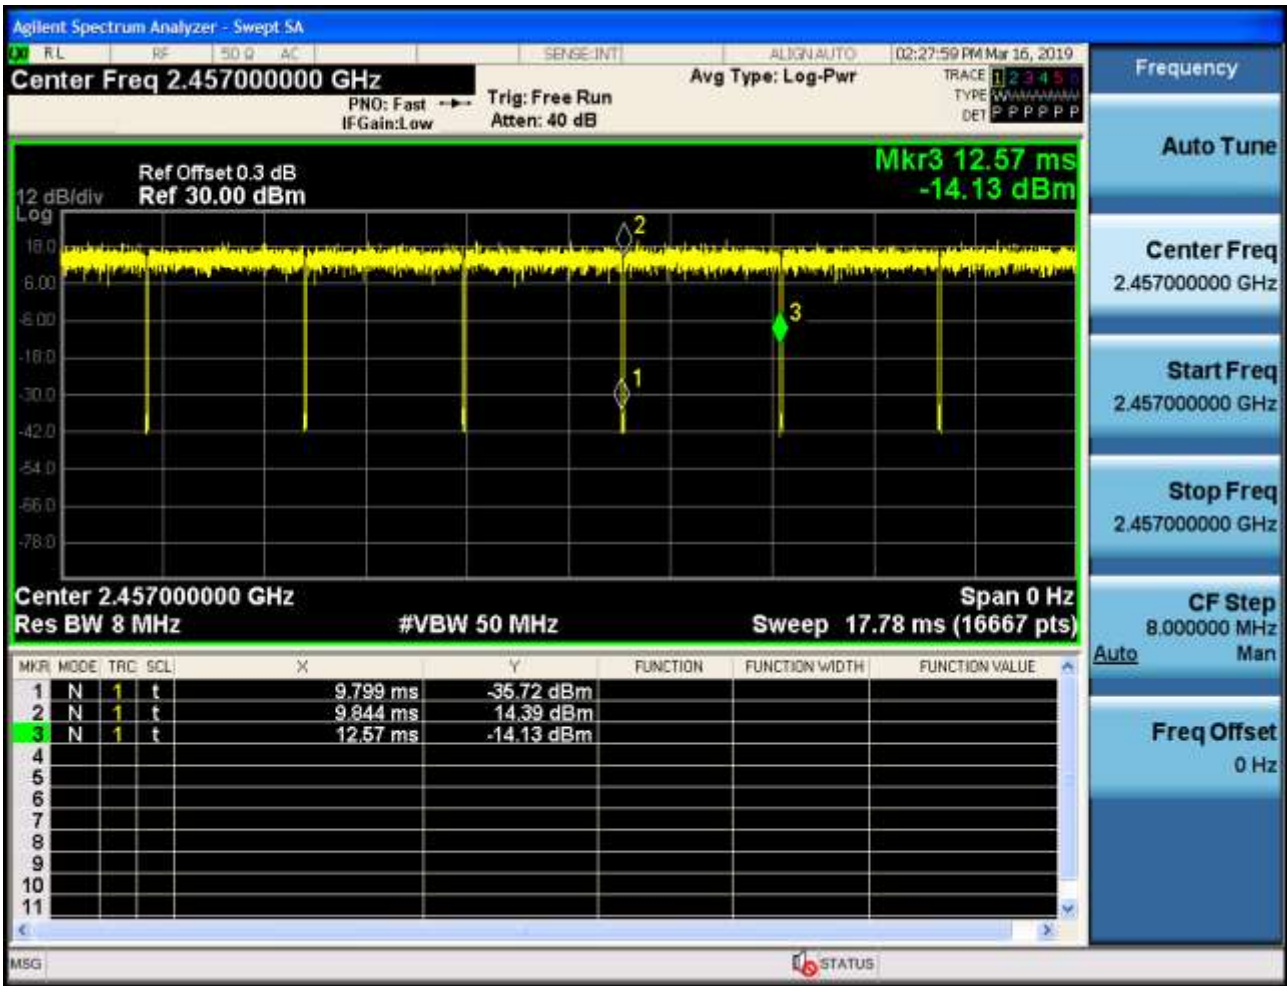 Agilent Spectrum Analyzer - Swept SA
RL RF 50 Ω AC SENSE:INT ALIGNAUTO 02:27:59 PM Mar 16, 2019
Center Freq 2.457000000 GHz
PNO: Fast
IFGain:Low
Trig: Free Run
Atten: 40 dB
Avg Type: Log-Pwr
TRACE 1 2 3 4 5 6
TYPE
DET P P P P P P
Mkr3 12.57 ms
-14.13 dBm
Ref Offset 0.3 dB
12 dB/div Ref 30.00 dBm
Log
18.0
6.00
-6.00
-18.0
-30.0
-42.0
-54.0
-66.0
-78.0
2
3
1
Center 2.457000000 GHz Span 0 Hz
Res BW 8 MHz #VBW 50 MHz Sweep 17.78 ms (16667 pts)
MKR MODE TRC SCL X Y FUNCTION FUNCTION WIDTH FUNCTION VALUE
1 N 1 t 9.799 ms -35.72 dBm
2 N 1 t 9.844 ms 14.39 dBm
3 N 1 t 12.57 ms -14.13 dBm
4
5
6
7
8
9
10
11
MSG STATUS
Frequency
Auto Tune
Center Freq
2.457000000 GHz
Start Freq
2.457000000 GHz
Stop Freq
2.457000000 GHz
CF Step
8.000000 MHz
Auto Man
Freq Offset
0 Hz